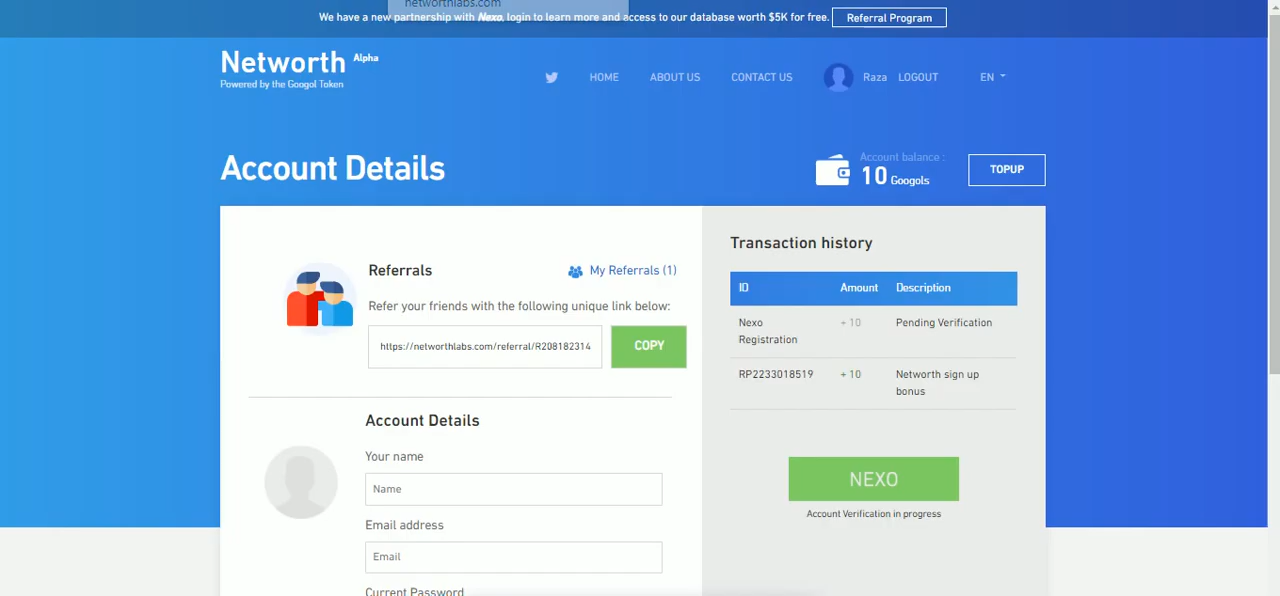 networthlabs.com
We have a new partnership with Nexo, login to learn more and access to our database worth $5K for free. Referral Program
Networth Alpha
Powered by the Googol Token
HOME ABOUT US CONTACT US Raza LOGOUT EN
Account Details
Account balance :
10 Googols
TOPUP
Referrals
My Referrals (1)
Refer your friends with the following unique link below:
https://networthlabs.com/referral/R208182314
COPY
Account Details
Your name
Name
Email address
Email
Current Password
Transaction history
ID Amount Description
Nexo Registration + 10 Pending Verification
RP2233018519 + 10 Networth sign up bonus
NEXO
Account Verification in progress